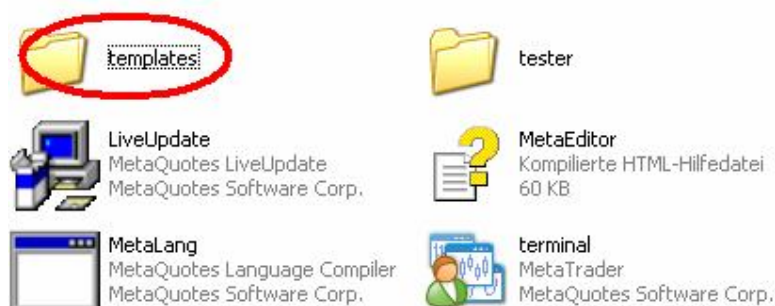 templates
tester
LiveUpdate
MetaQuotes LiveUpdate
MetaQuotes Software Corp.
MetaEditor
Kompilierte HTML-Hilfedatei
60 KB
MetaLang
MetaQuotes Language Compiler
MetaQuotes Software Corp.
terminal
MetaTrader
MetaQuotes Software Corp.